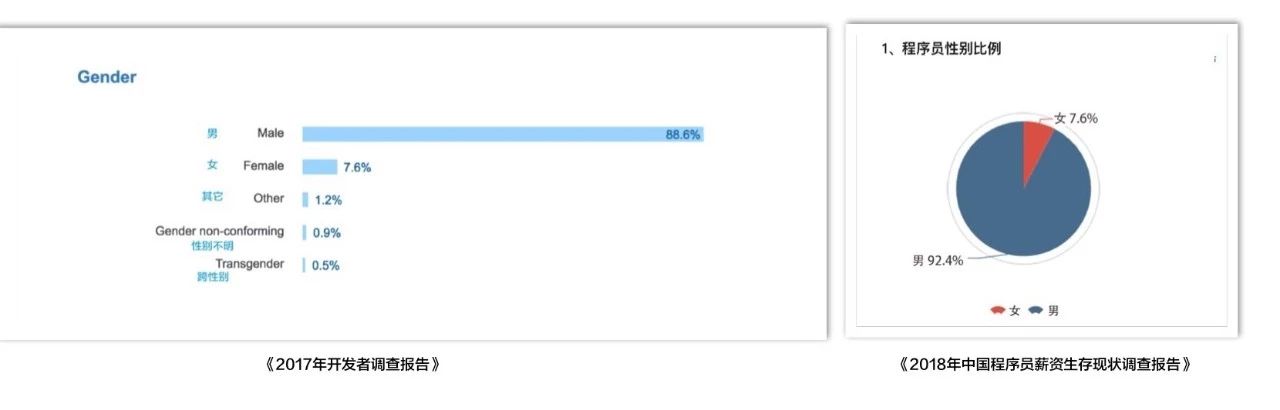 Gender
男 Male 88.6%
女 Female 7.6%
其它 Other 1.2%
Gender non-conforming 0.9%
性别不明
Transgender 0.5%
跨性别
《2017年开发者调查报告》
1、程序员性别比例
女 7.6%
男 92.4%
女 男
《2018年中国程序员薪资生存现状调查报告》